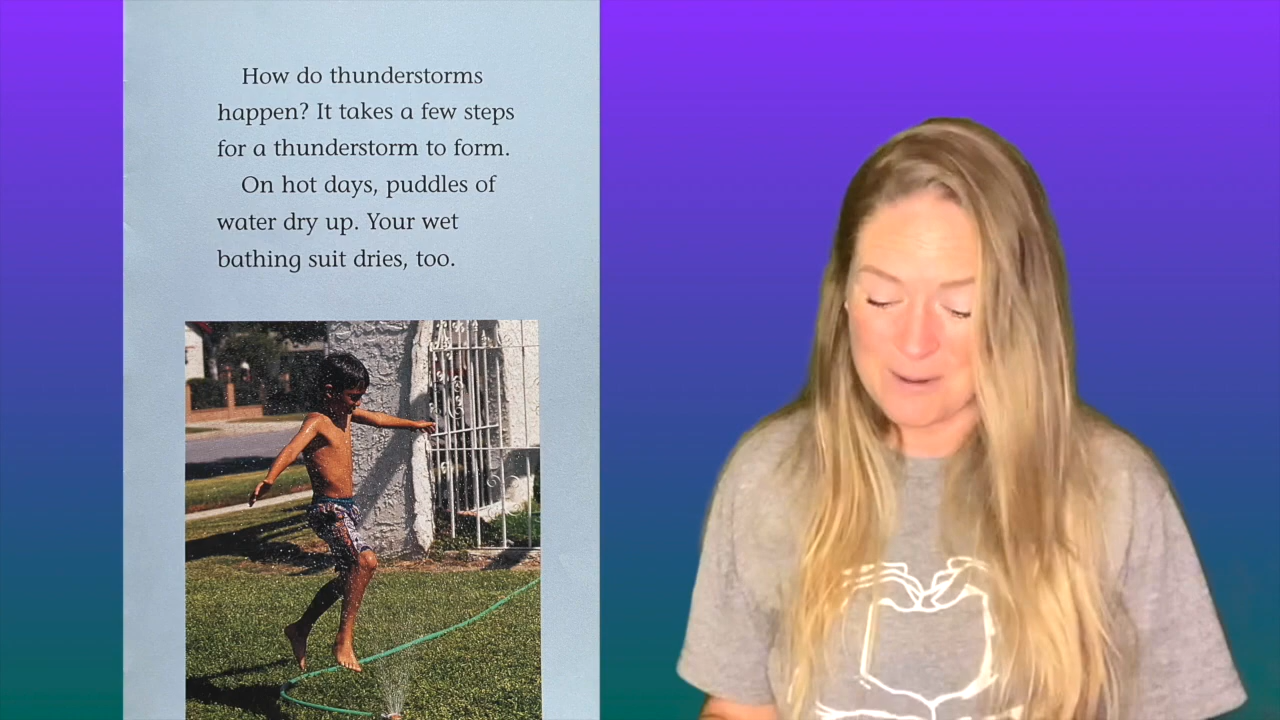 How do thunderstorms
happen? It takes a few steps
for a thunderstorm to form.
On hot days, puddles of
water dry up. Your wet
bathing suit dries, too.